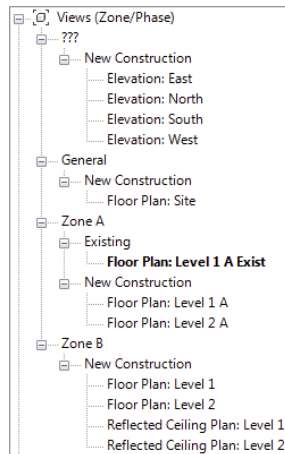 Views (Zone/Phase)
???
New Construction
Elevation: East
Elevation: North
Elevation: South
Elevation: West
General
New Construction
Floor Plan: Site
Zone A
Existing
Floor Plan: Level 1 A Exist
New Construction
Floor Plan: Level 1 A
Floor Plan: Level 2 A
Zone B
New Construction
Floor Plan: Level 1
Floor Plan: Level 2
Reflected Ceiling Plan: Level 1
Reflected Ceiling Plan: Level 2